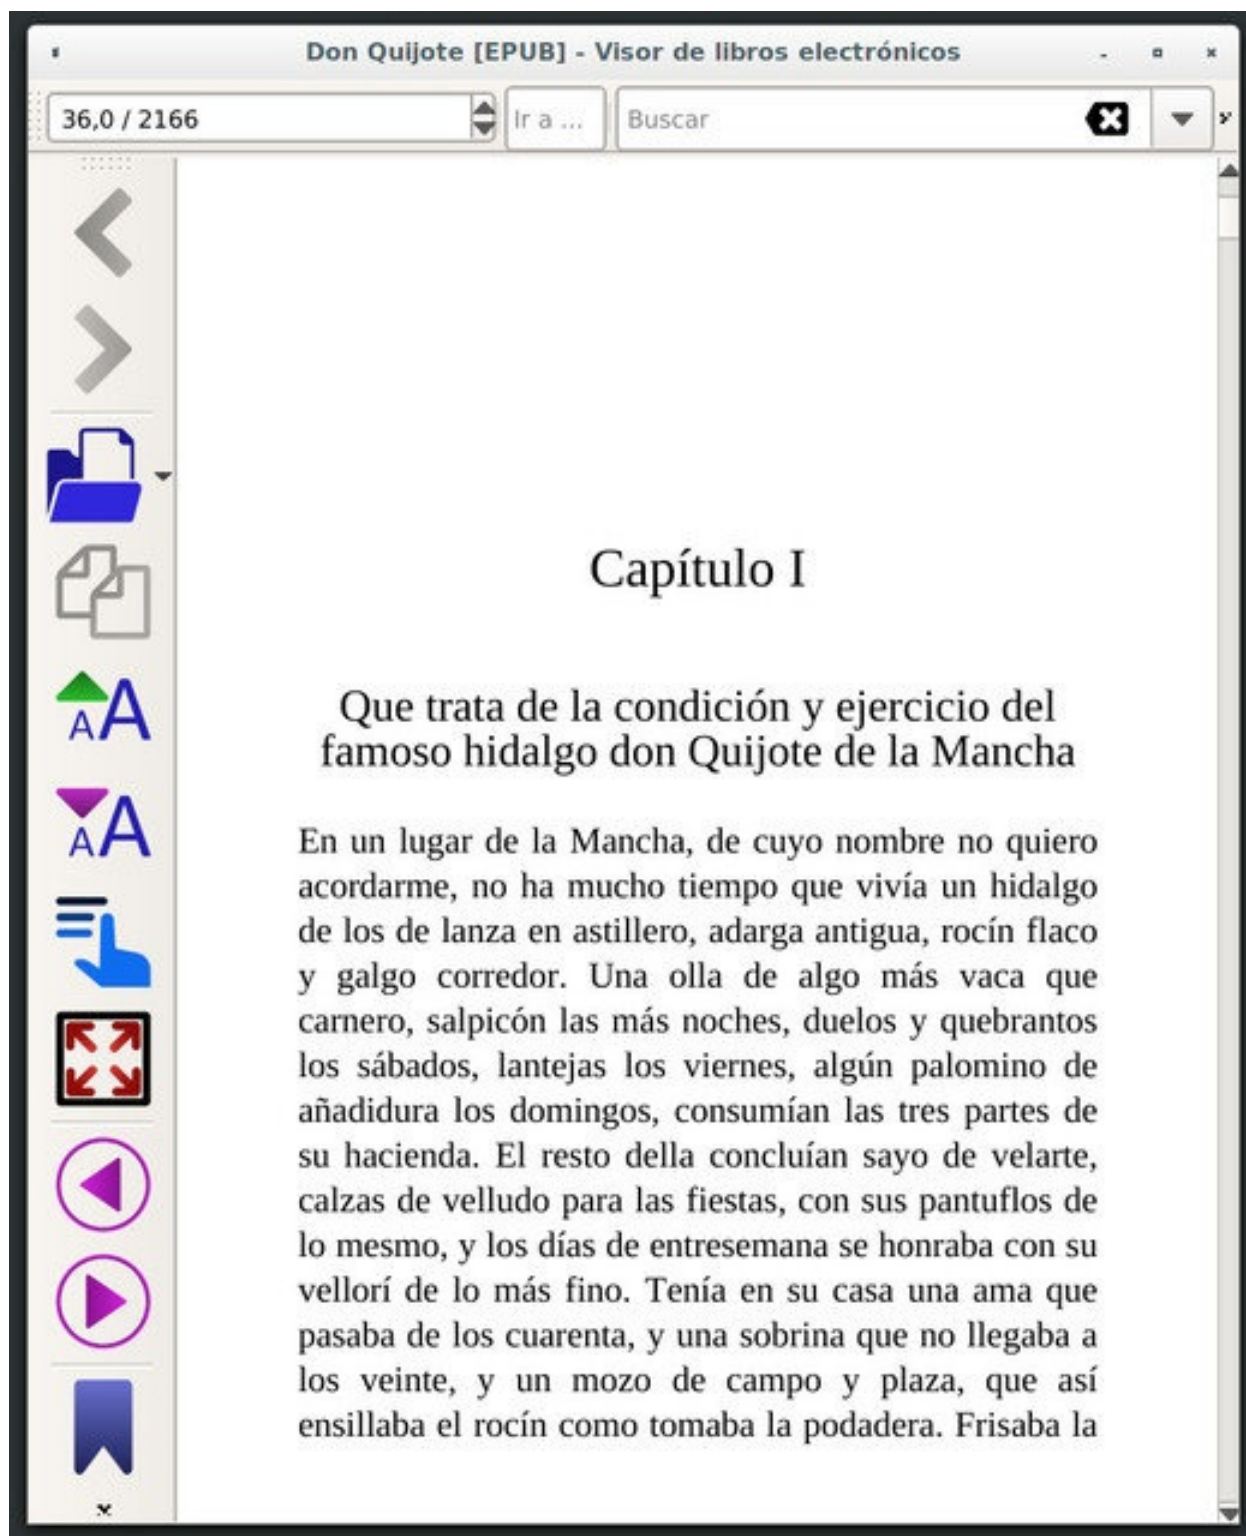 Don Quijote [EPUB] - Visor de libros electrónicos
36,0 / 2166
Ir a ...
Buscar
Capítulo I
Que trata de la condición y ejercicio del
famoso hidalgo don Quijote de la Mancha
En un lugar de la Mancha, de cuyo nombre no quiero
acordarme, no ha mucho tiempo que vivía un hidalgo
de los de lanza en astillero, adarga antigua, rocín flaco
y galgo corredor. Una olla de algo más vaca que
carnero, salpicón las más noches, duelos y quebrantos
los sábados, lantejas los viernes, algún palomino de
añadidura los domingos, consumían las tres partes de
su hacienda. El resto della concluían sayo de velarte,
calzas de velludo para las fiestas, con sus pantuflos de
lo mesmo, y los días de entresemana se honraba con su
vellorí de lo más fino. Tenía en su casa una ama que
pasaba de los cuarenta, y una sobrina que no llegaba a
los veinte, y un mozo de campo y plaza, que así
ensillaba el rocín como tomaba la podadera. Frisaba la
AA
AA